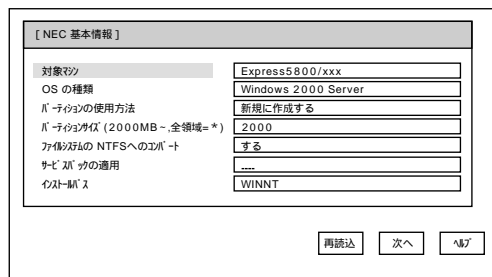 [ NEC 基本情報 ]
対象ﾏｼﾝ Express5800/xxx
OS の種類 Windows 2000 Server
ﾊﾟｰﾃｨｼｮﾝの使用方法 新規に作成する
ﾊﾟｰﾃｨｼｮﾝｻｲｽﾞ(2000MB~,全領域=*) 2000
ﾌｧｲﾙｼｽﾃﾑの NTFSへのｺﾝﾊﾞｰﾄ する
ｻｰﾋﾞｽﾊﾟｯｸの適用 ----
ｲﾝｽﾄｰﾙﾊﾟｽ WINNT
再読込 次へ ﾍﾙﾌﾟ